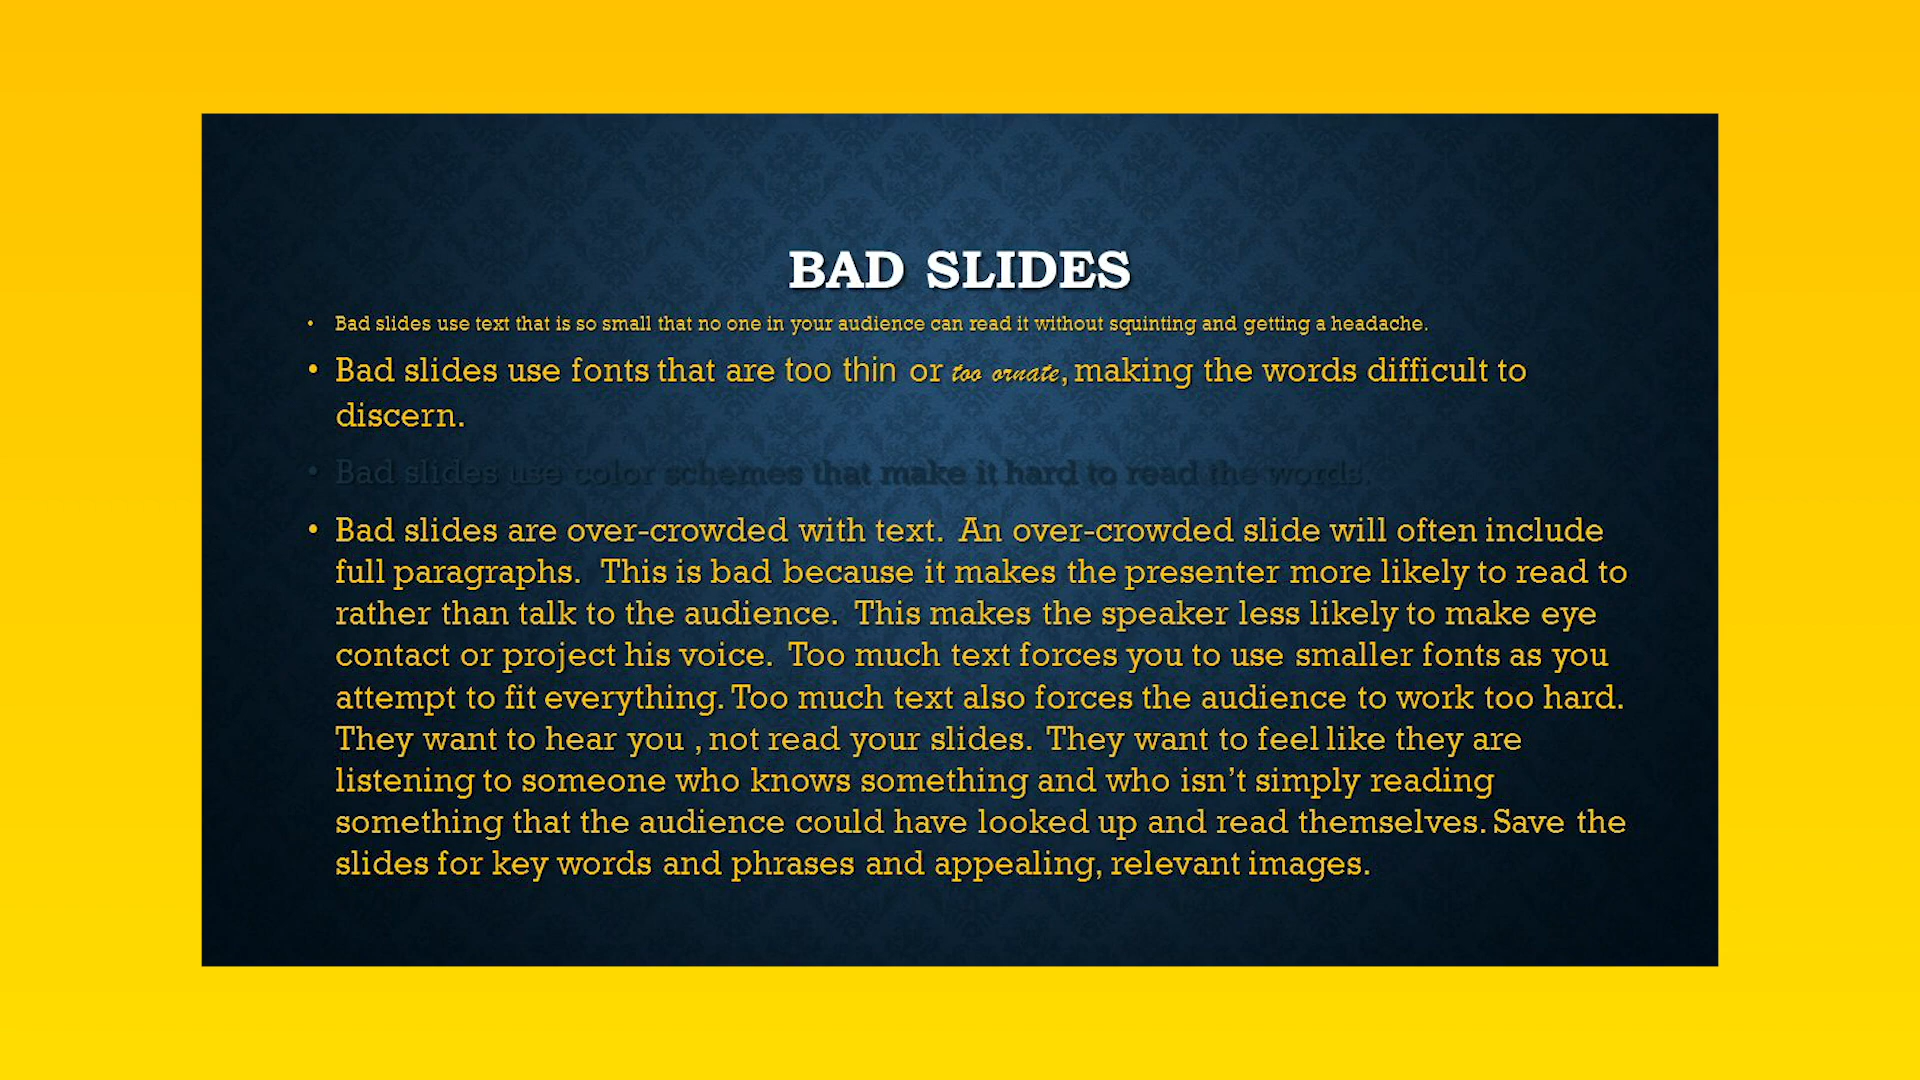 BAD SLIDES
• Bad slides use text that is so small that no one in your audience can read it without squinting and getting a headache.
• Bad slides use fonts that are too thin or too ornate, making the words difficult to
discern.
• Bad slides use color schemes that make it hard to read the words.
• Bad slides are over-crowded with text. An over-crowded slide will often include
full paragraphs. This is bad because it makes the presenter more likely to read to
rather than talk to the audience. This makes the speaker less likely to make eye
contact or project his voice. Too much text forces you to use smaller fonts as you
attempt to fit everything. Too much text also forces the audience to work too hard.
They want to hear you , not read your slides. They want to feel like they are
listening to someone who knows something and who isn’t simply reading
something that the audience could have looked up and read themselves. Save the
slides for key words and phrases and appealing, relevant images.